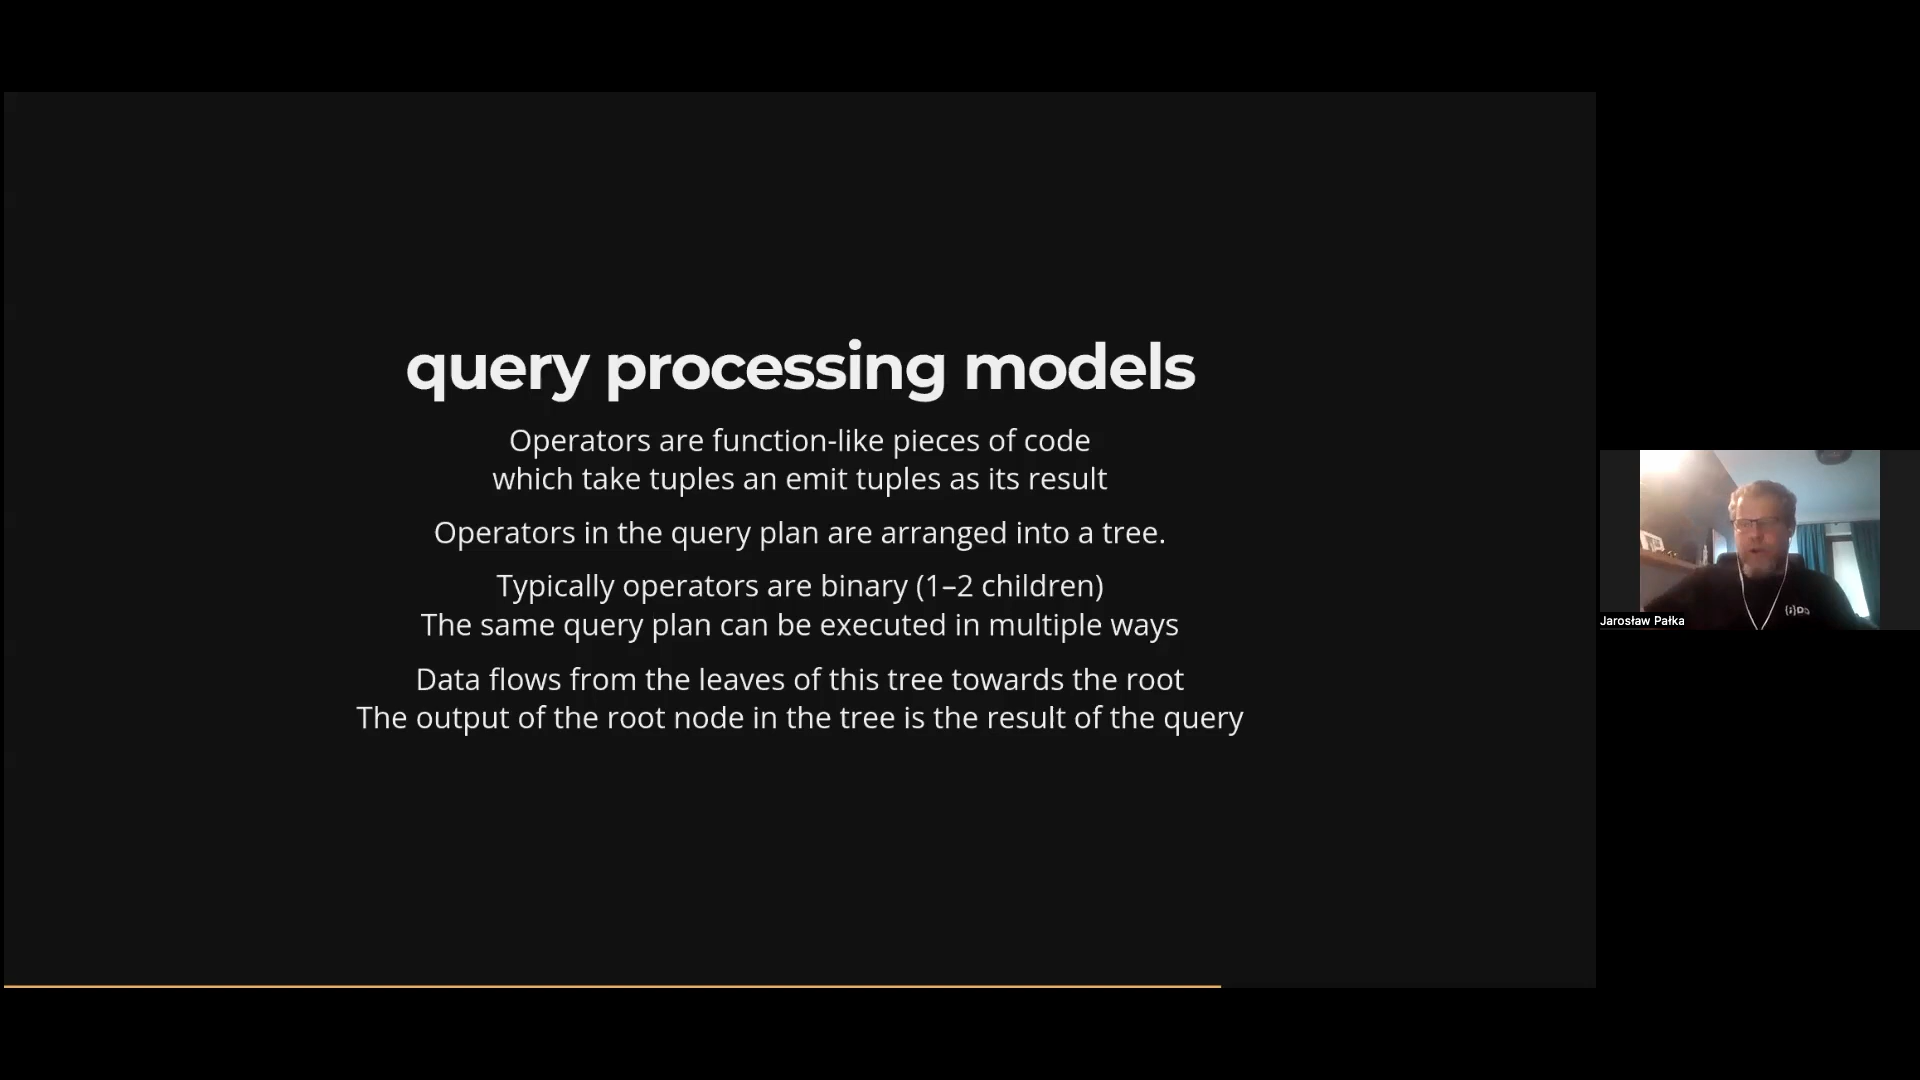 query processing models
Operators are function-like pieces of code
which take tuples an emit tuples as its result
Operators in the query plan are arranged into a tree.
Typically operators are binary (1–2 children)
The same query plan can be executed in multiple ways
Data flows from the leaves of this tree towards the root
The output of the root node in the tree is the result of the query
Jarosław Pałka